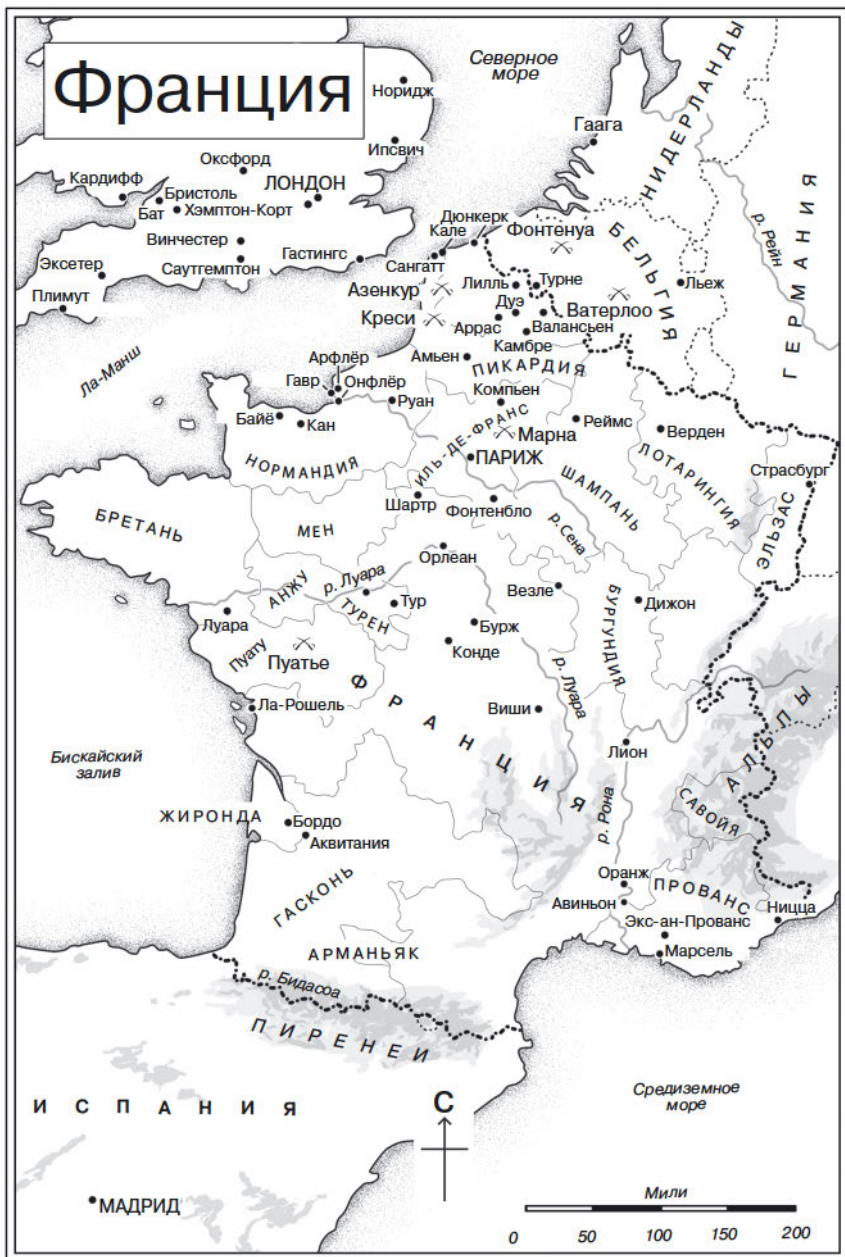 Франция
Северное
море
Норидж
Ипсвич
Оксфорд
Кардифф
Бристоль
ЛОНДОН
Бат
Хэмптон-Корт
Винчестер
Гастингс
Эксетер
Саутгемптон
Плимут
Ла-Манш
Гаага
НИДЕРЛАНДЫ
ГЕРМАНИЯ
р. Рейн
БЕЛЬГИЯ
Дюнкерк
Кале
Фонтенуа
Сангатт
Азенкур
Лилль
Турне
Льеж
Дуэ
Ватерлоо
Креси
Аррас
Валансьен
Камбре
Амьен
ПИКАРДИЯ
Арфлёр
Гавр
Онфлёр
Руан
Компьен
Байё
Кан
ИЛЬ-ДЕ-ФРАНС
Марна
Реймс
Верден
НОРМАНДИЯ
ПАРИЖ
ШАМПАНЬ
ЛОТАРИНГИЯ
Страсбург
ЭЛЬЗАС
БРЕТАНЬ
МЕН
Шартр
Фонтенбло
р. Сена
Орлеан
АНЖУ
р. Луара
ТУРЕН
Тур
Везле
БУРГУНДИЯ
Дижон
Луара
Бурж
Пуату
Пуатье
Конде
р. Луара
ФРАНЦИЯ
Ла-Рошель
Виши
Лион
АЛЬПЫ
Бискайский
залив
САВОЙЯ
ЖИРОНДА
Бордо
Аквитания
р. Рона
ГАСКОНЬ
Оранж
ПРОВАНС
Авиньон
Ницца
Экс-ан-Прованс
АРМАНЬЯК
Марсель
р. Бидасоа
ПИРЕНЕИ
ИСПАНИЯ
С
Средиземное
море
МАДРИД
Мили
0 50 100 150 200